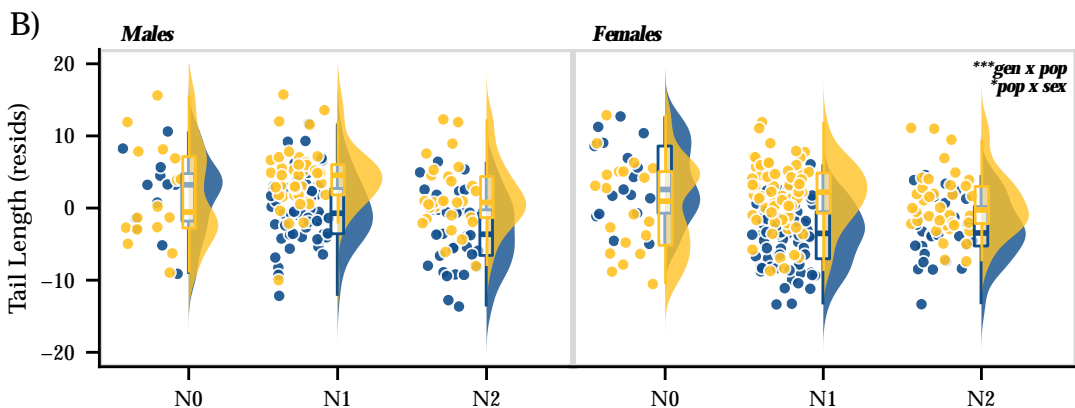 B)
Males
Females
***gen x pop
*pop x sex
Tail Length (resids)
20
10
0
−10
−20
N0
N1
N2
N0
N1
N2